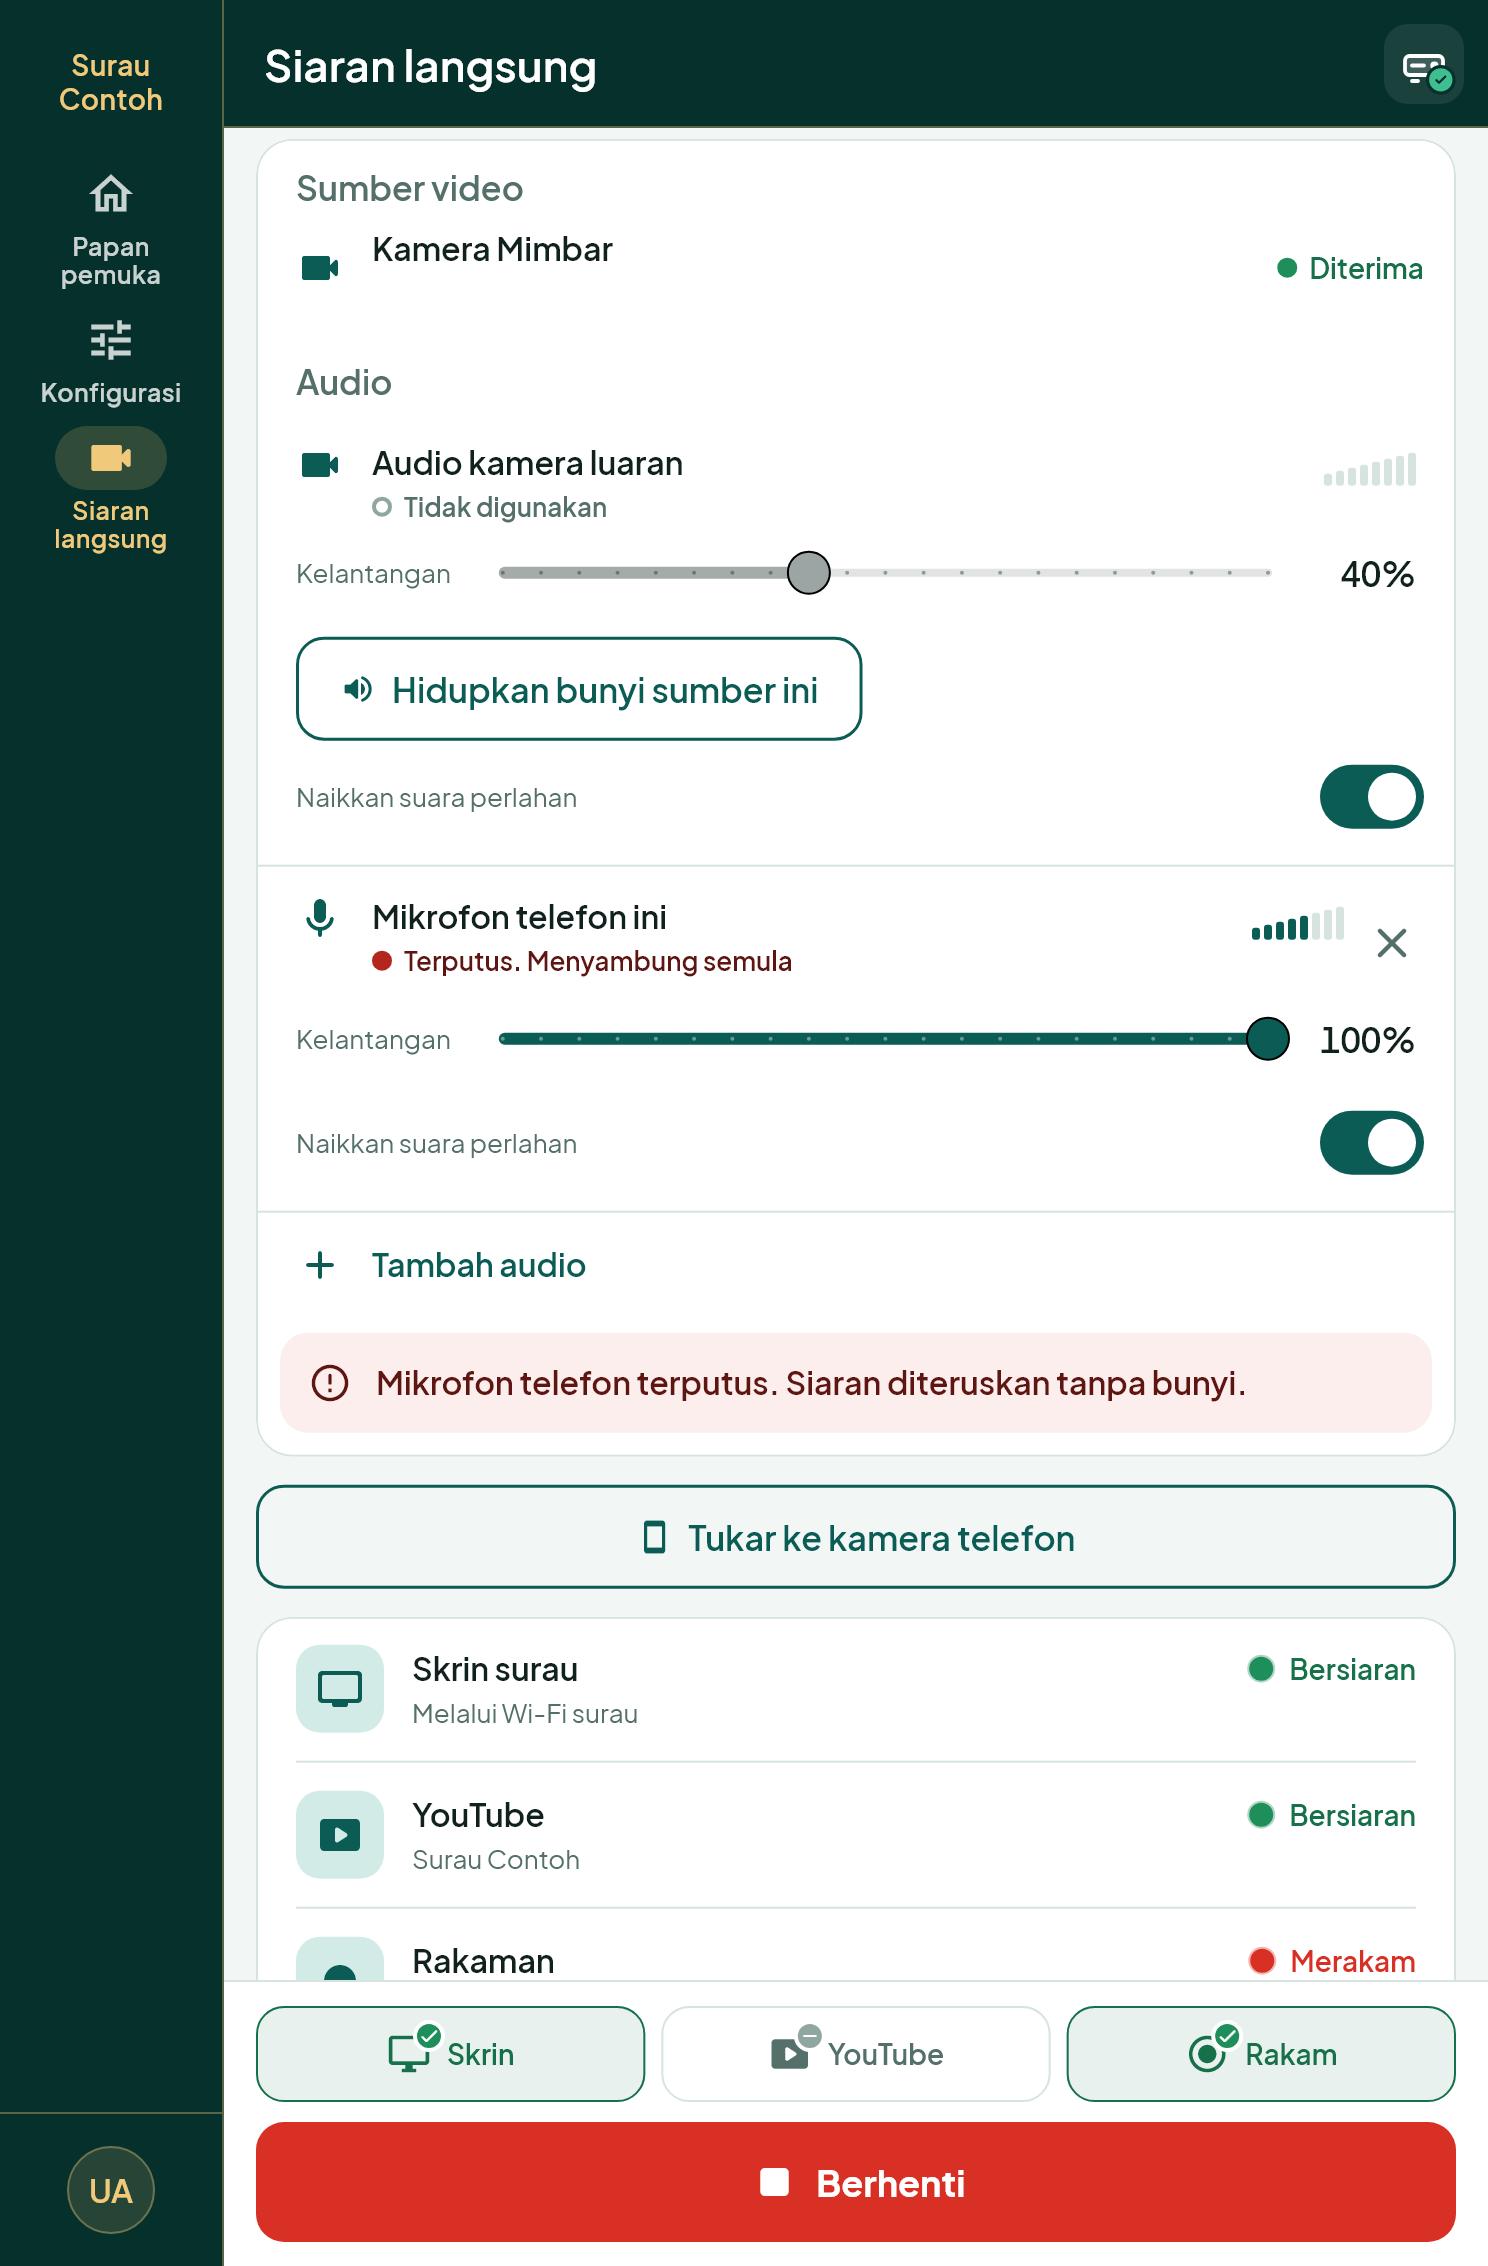 Surau
Contoh
Papan
pemuka
Konfigurasi
Siaran
langsung
UA
Siaran langsung
Sumber video
Kamera Mimbar
Diterima
Audio
Audio kamera luaran
Tidak digunakan
Kelantangan
40%
Hidupkan bunyi sumber ini
Naikkan suara perlahan
Mikrofon telefon ini
Terputus. Menyambung semula
Kelantangan
100%
Naikkan suara perlahan
Tambah audio
Mikrofon telefon terputus. Siaran diteruskan tanpa bunyi.
Tukar ke kamera telefon
Skrin surau
Bersiaran
Melalui Wi-Fi surau
YouTube
Bersiaran
Surau Contoh
Rakaman
Merakam
Skrin
YouTube
Rakam
Berhenti